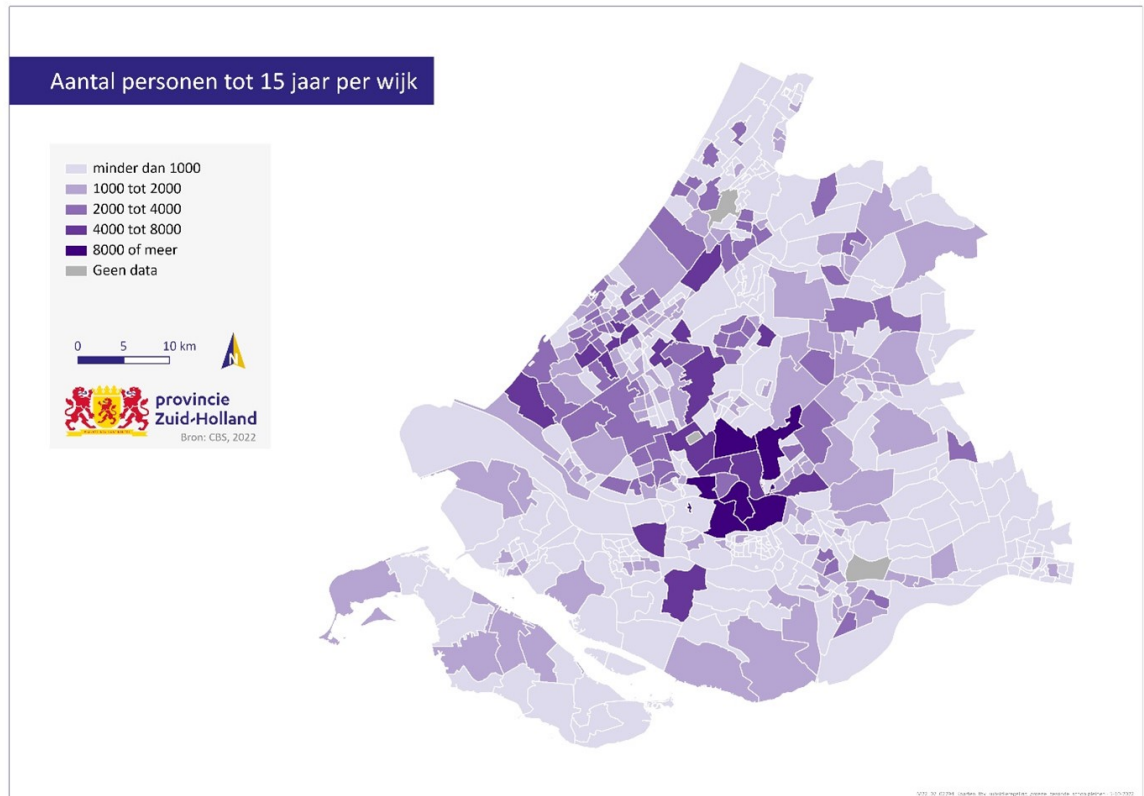 Aantal personen tot 15 jaar per wijk
minder dan 1000
1000 tot 2000
2000 tot 4000
4000 tot 8000
8000 of meer
Geen data
0 5 10 km
N
provincie
Zuid-Holland
Bron: CBS, 2022